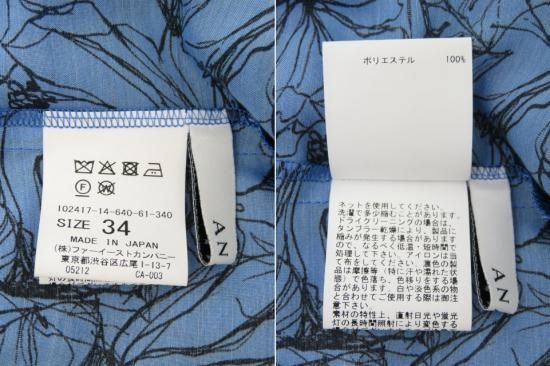 102417-14-640-61-340
SIZE 34
MADE IN JAPAN
(株)ファーイーストカンパニー
東京都渋谷区広尾1-13-7
05212 CA-003
AN
ポリエステル 100%
ネットを使用してください。
洗濯で多少縮むことがあります。
ドライクリーニングの場合は、
タンブラー乾燥により、製品に
縮みが発生する場合があります
ので、なるべく低温・短時間で
処理して下さい。アイロンは当
て布をしてください。濃色の製
品は摩擦等（特に汗や濡れた状
態）で色落ち、色移りをする場
合があります。白や淡色系の物
と合わせてご使用する際は御注
意下さい。
素材の特性上、直射日光や蛍光
灯の長時間照射により変色する
AN